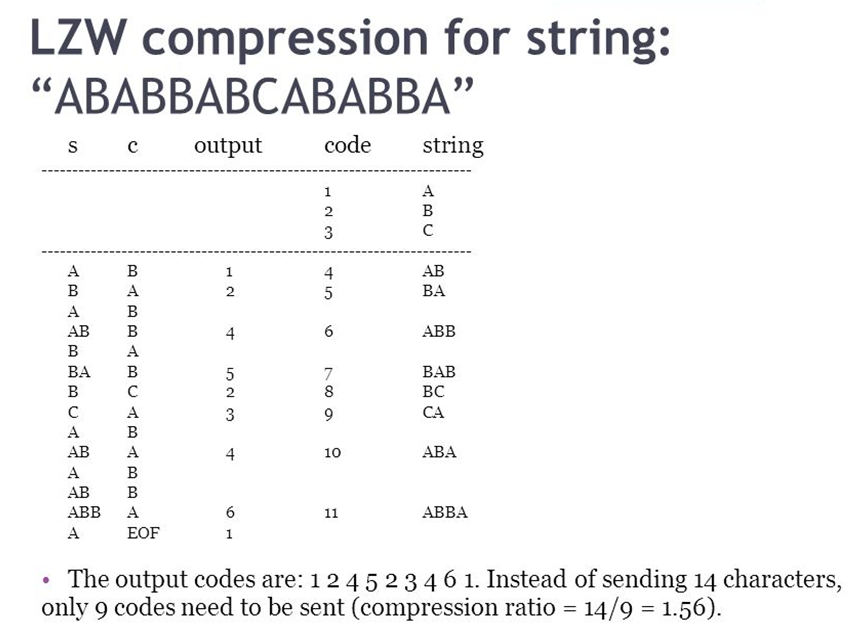 LZW compression for string:
“ABABBABCABABBA”
s c output code string
--------------------------------------------------------------------
1 A
2 B
3 C
--------------------------------------------------------------------
A B 1 4 AB
B A 2 5 BA
A B
AB B 4 6 ABB
B A
BA B 5 7 BAB
B C 2 8 BC
C A 3 9 CA
A B
AB A 4 10 ABA
A B
AB B
ABB A 6 11 ABBA
A EOF 1
• The output codes are: 1 2 4 5 2 3 4 6 1. Instead of sending 14 characters,
only 9 codes need to be sent (compression ratio = 14/9 = 1.56).